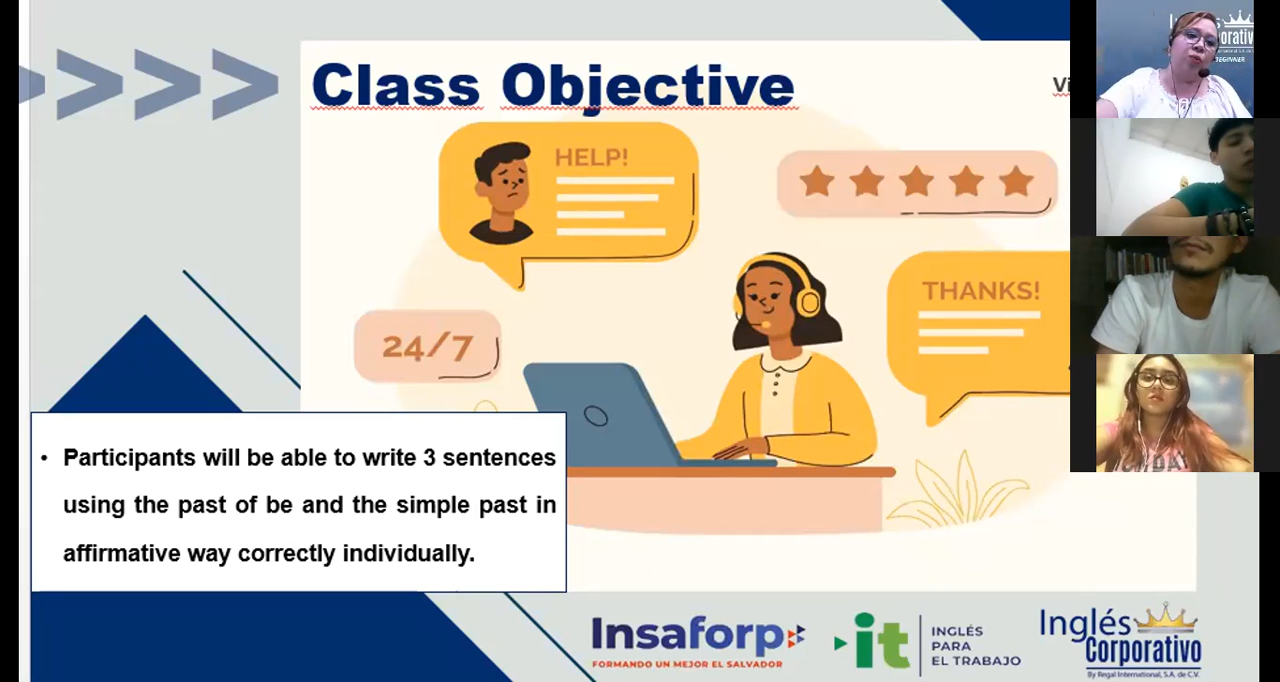 Class Objective
HELP!
THANKS!
24/7
• Participants will be able to write 3 sentences
using the past of be and the simple past in
affirmative way correctly individually.
Insaforp
FORMANDO UN MEJOR EL SALVADOR
it
INGLÉS
PARA
EL TRABAJO
Inglés
Corporativo
By Regal International, S.A. de C.V.